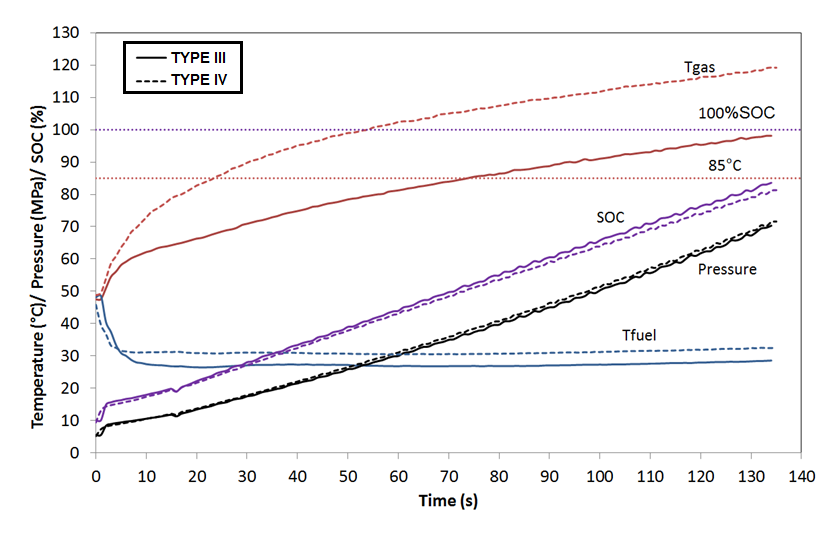 130
120
110
100
90
80
70
60
50
40
30
20
10
0
Temperature (°C)/ Pressure (MPa)/ SOC (%)
TYPE III
TYPE IV
Tgas
100%SOC
85°C
SOC
Pressure
Tfuel
0 10 20 30 40 50 60 70 80 90 100 110 120 130 140
Time (s)